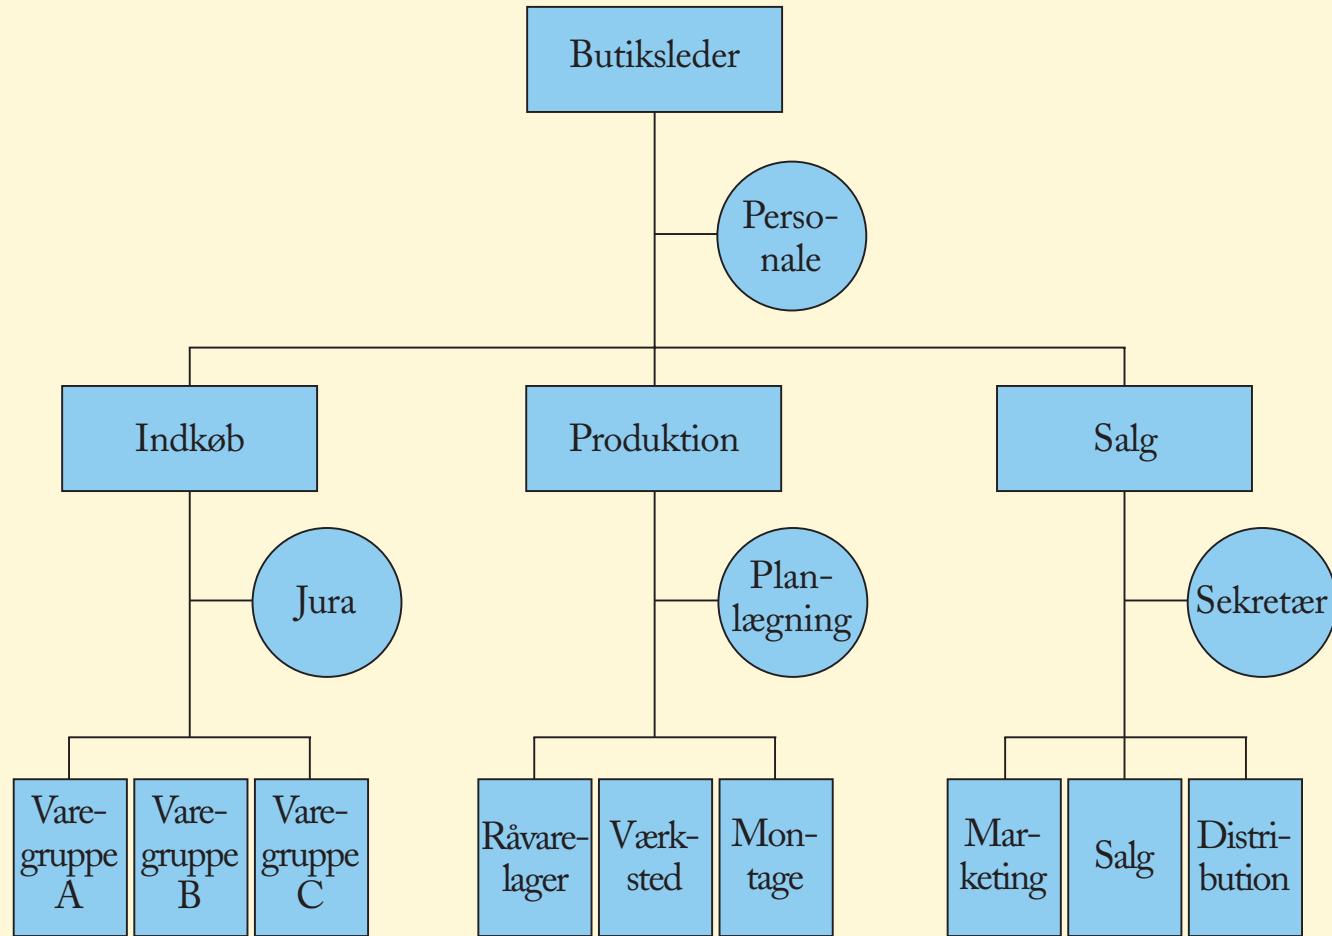 Butiksleder
Perso-
nale
Indkøb
Produktion
Salg
Jura
Plan-
lægning
Sekretær
Vare-
gruppe
A
Vare-
gruppe
B
Vare-
gruppe
C
Råvare-
lager
Værk-
sted
Mon-
tage
Mar-
keting
Salg
Distri-
bution